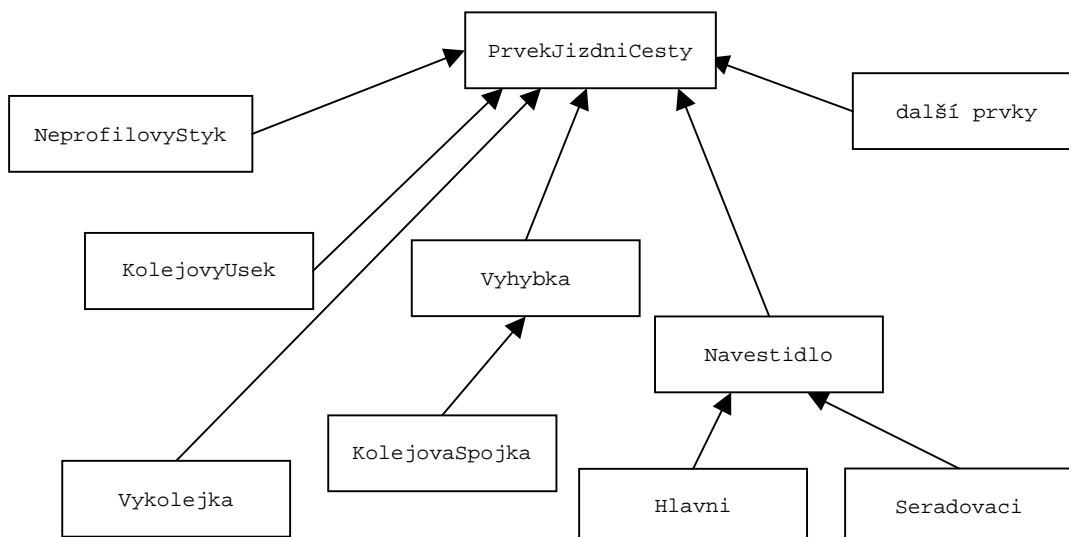 PrvekJizdniCesty
NeprofilovyStyk
další prvky
KolejovyUsek
Vyhybka
Navestidlo
KolejovaSpojka
Vykolejka
Hlavni
Seradovaci